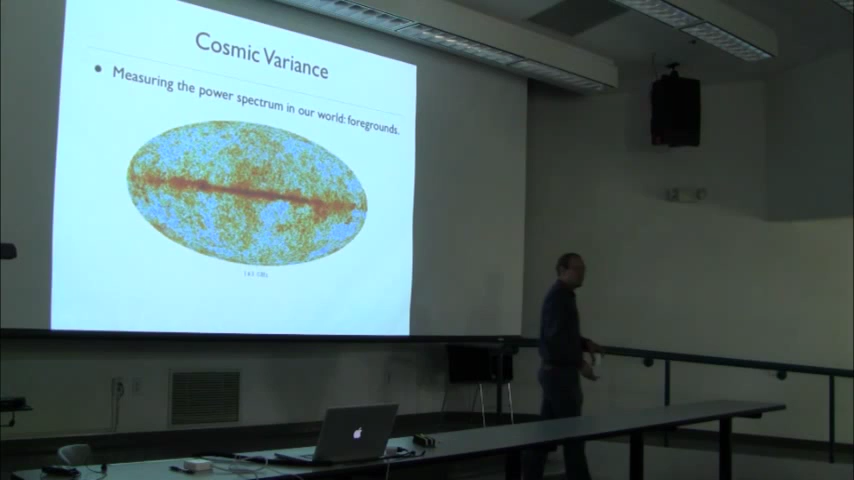 Cosmic Variance
Measuring the power spectrum in our world: foregrounds.